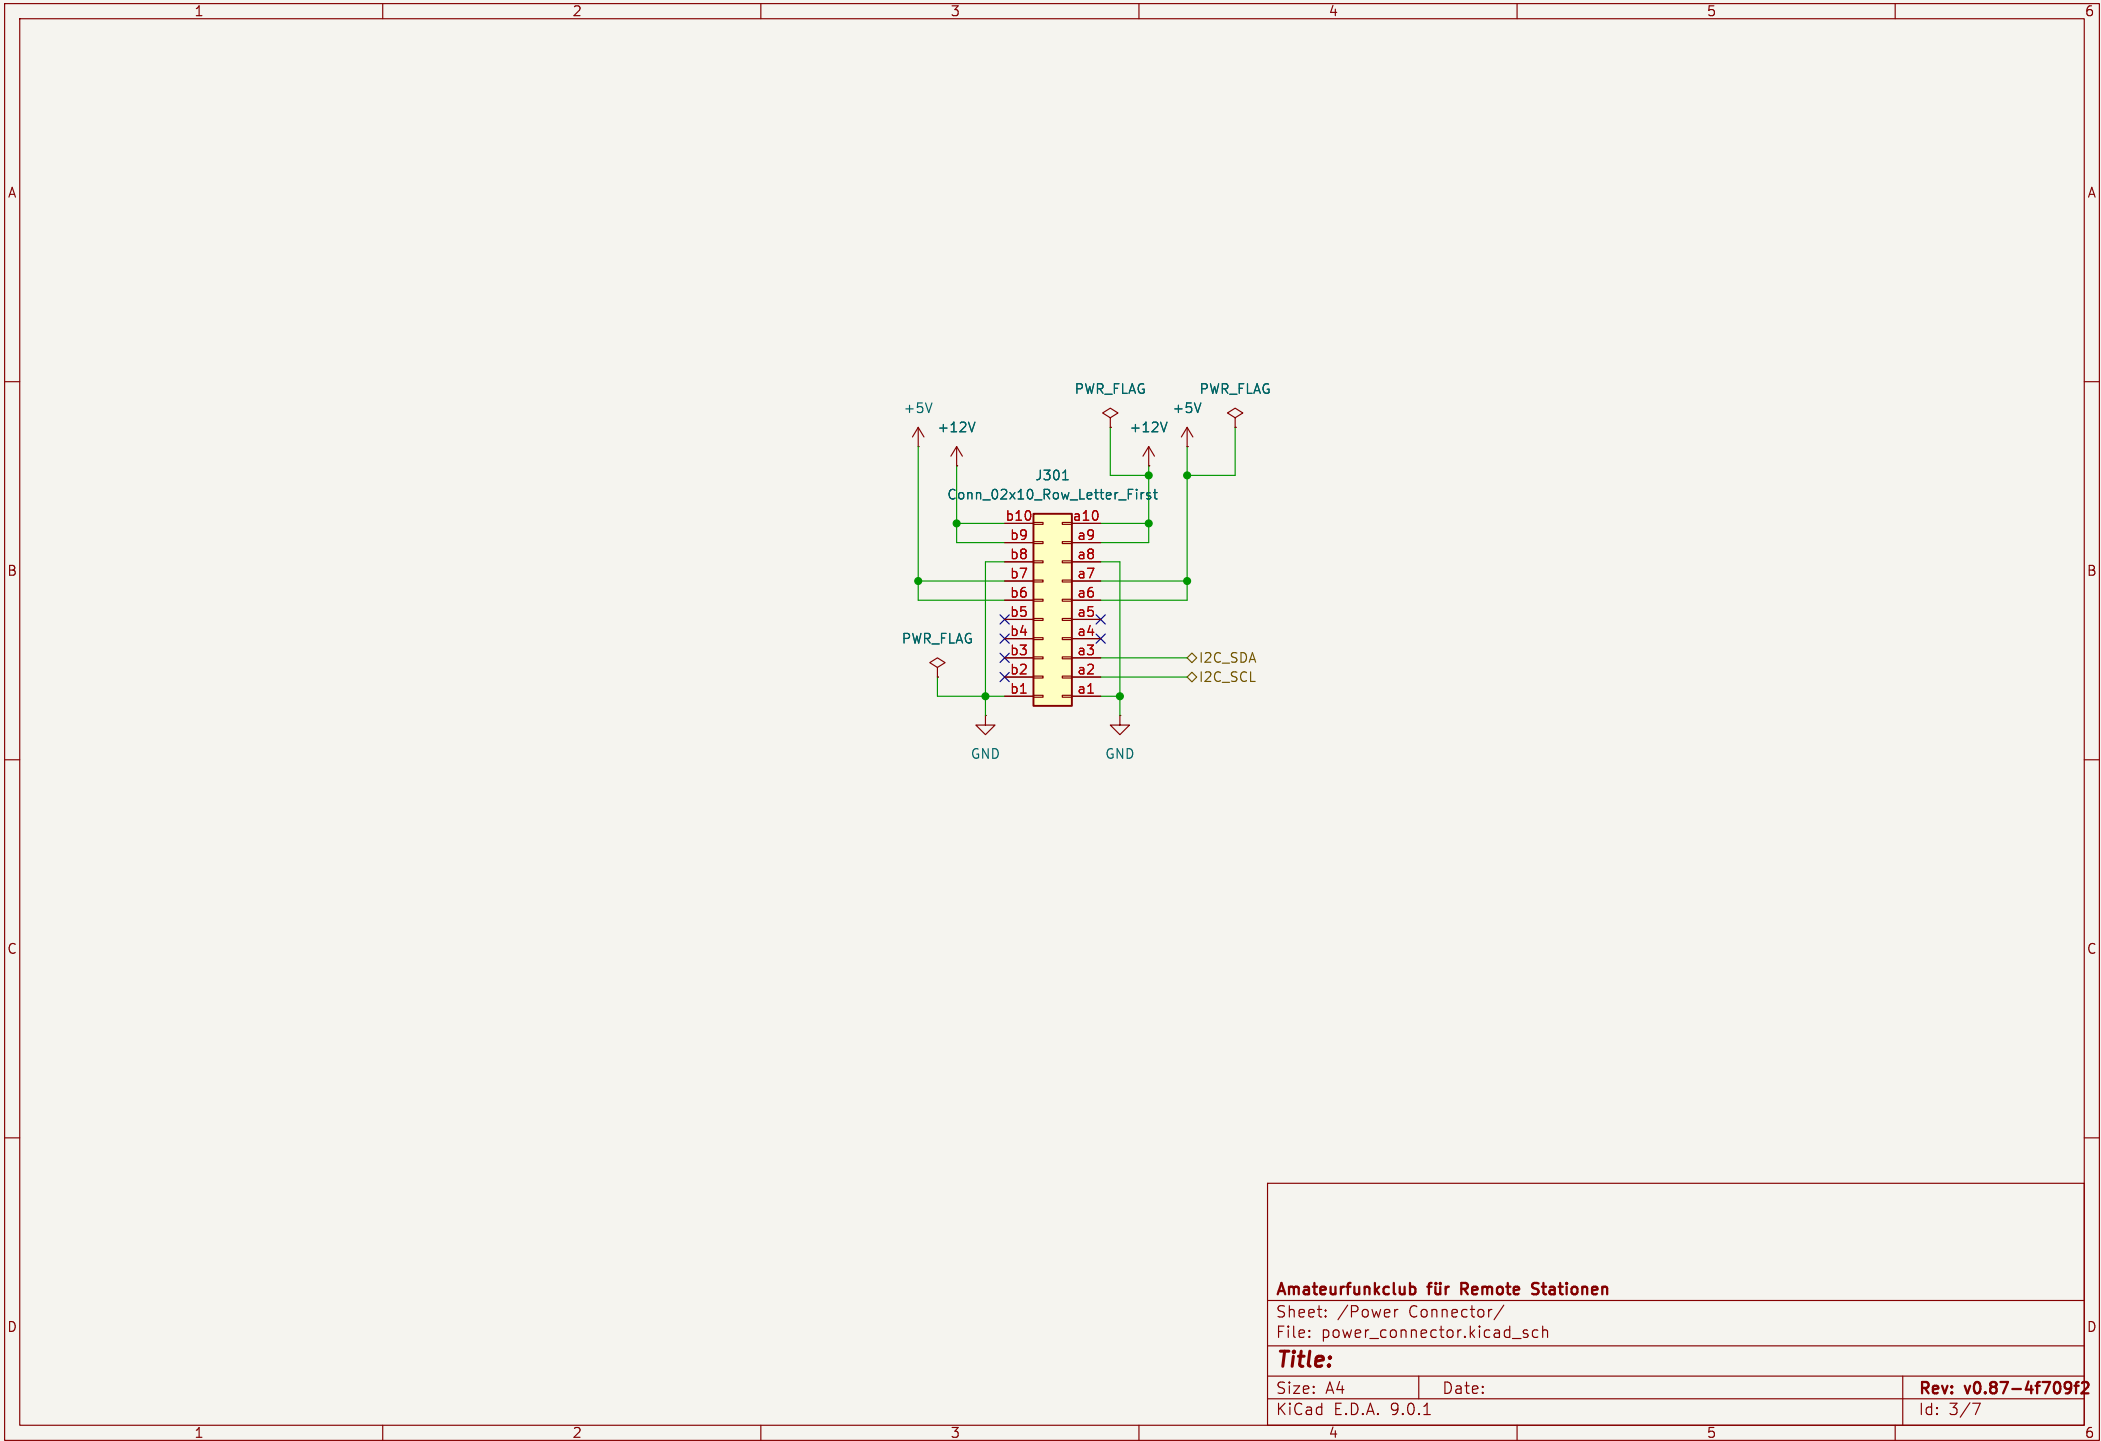 1 2 3 4 5 6
A A
PWR_FLAG PWR_FLAG
+5V +5V
+12V +12V
J301
Conn_02x10_Row_Letter_First
b10 a10
b9 a9
b8 a8
B b7 a7 B
b6 a6
b5 a5
PWR_FLAG b4 a4
b3 a3 I2C_SDA
b2 a2 I2C_SCL
b1 a1
GND GND
C C
Amateurfunkclub für Remote Stationen
Sheet: /Power Connector/
D D
File: power_connector.kicad_sch
Title:
Size: A4 Date: Rev: v0.87-4f709f2
KiCad E.D.A. 9.0.1 Id: 3/7
1 2 3 4 5 6